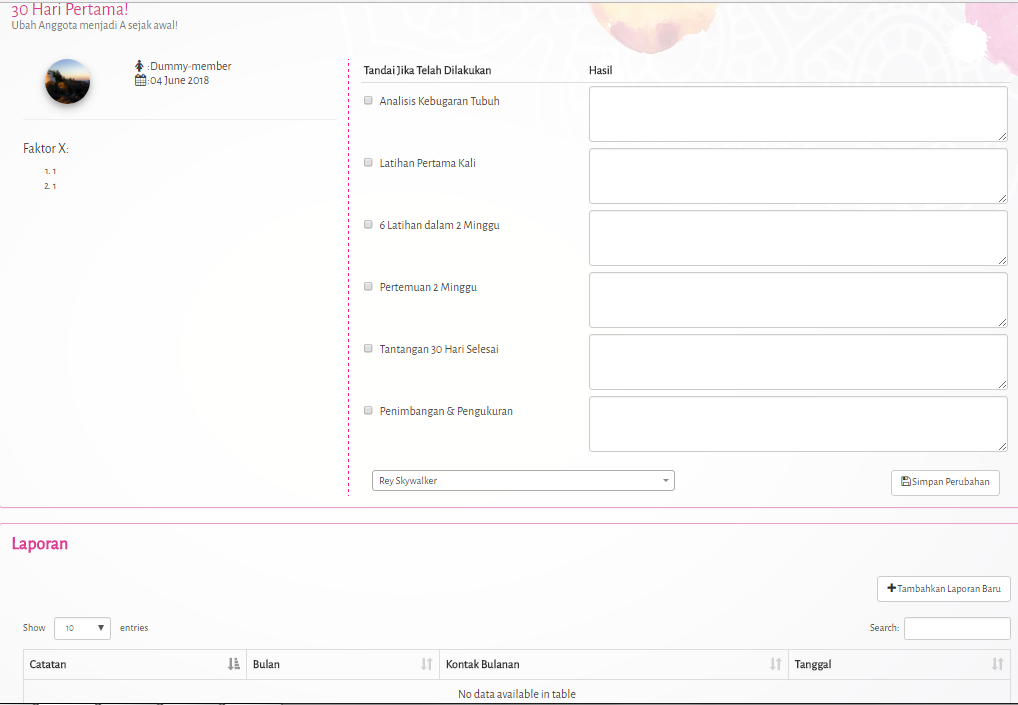 30 Hari Pertama!
Ubah Anggota menjadi A sejak awal!
:Dummy-member
:04 June 2018
Faktor X:
1. 1
2. 1
Tandai Jika Telah Dilakukan Hasil
Analisis Kebugaran Tubuh
Latihan Pertama Kali
6 Latihan dalam 2 Minggu
Pertemuan 2 Minggu
Tantangan 30 Hari Selesai
Penimbangan & Pengukuran
Rey Skywalker
Simpan Perubahan
Laporan
Tambahkan Laporan Baru
Show 10 entries Search:
Catatan Bulan Kontak Bulanan Tanggal
No data available in table